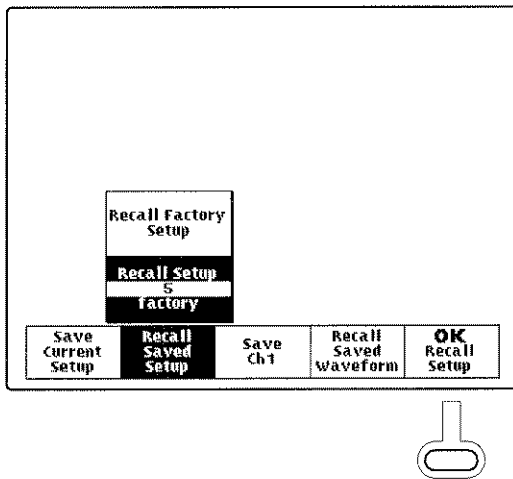 Recall Factory
Setup
Recall Setup
5
factory
Save
Current
Setup
Recall
Saved
Setup
Save
Ch1
Recall
Saved
Waveform
OK
Recall
Setup